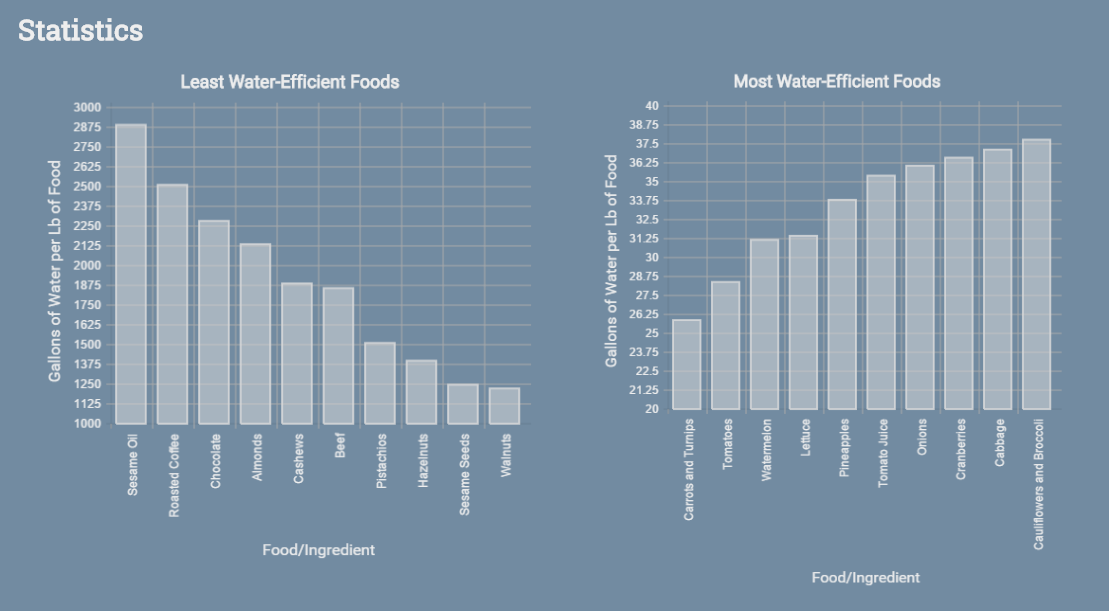 Statistics
Least Water-Efficient Foods
Gallons of Water per Lb of Food
3000
2875
2750
2625
2500
2375
2250
2125
2000
1875
1750
1625
1500
1375
1250
1125
1000
Sesame Oil
Roasted Coffee
Chocolate
Almonds
Cashews
Beef
Pistachios
Hazelnuts
Sesame Seeds
Walnuts
Food/Ingredient
Most Water-Efficient Foods
Gallons of Water per Lb of Food
40
38.75
37.5
36.25
35
33.75
32.5
31.25
30
28.75
27.5
26.25
25
23.75
22.5
21.25
20
Carrots and Turnips
Tomatoes
Watermelon
Lettuce
Pineapples
Tomato Juice
Onions
Cranberries
Cabbage
Cauliflowers and Broccoli
Food/Ingredient